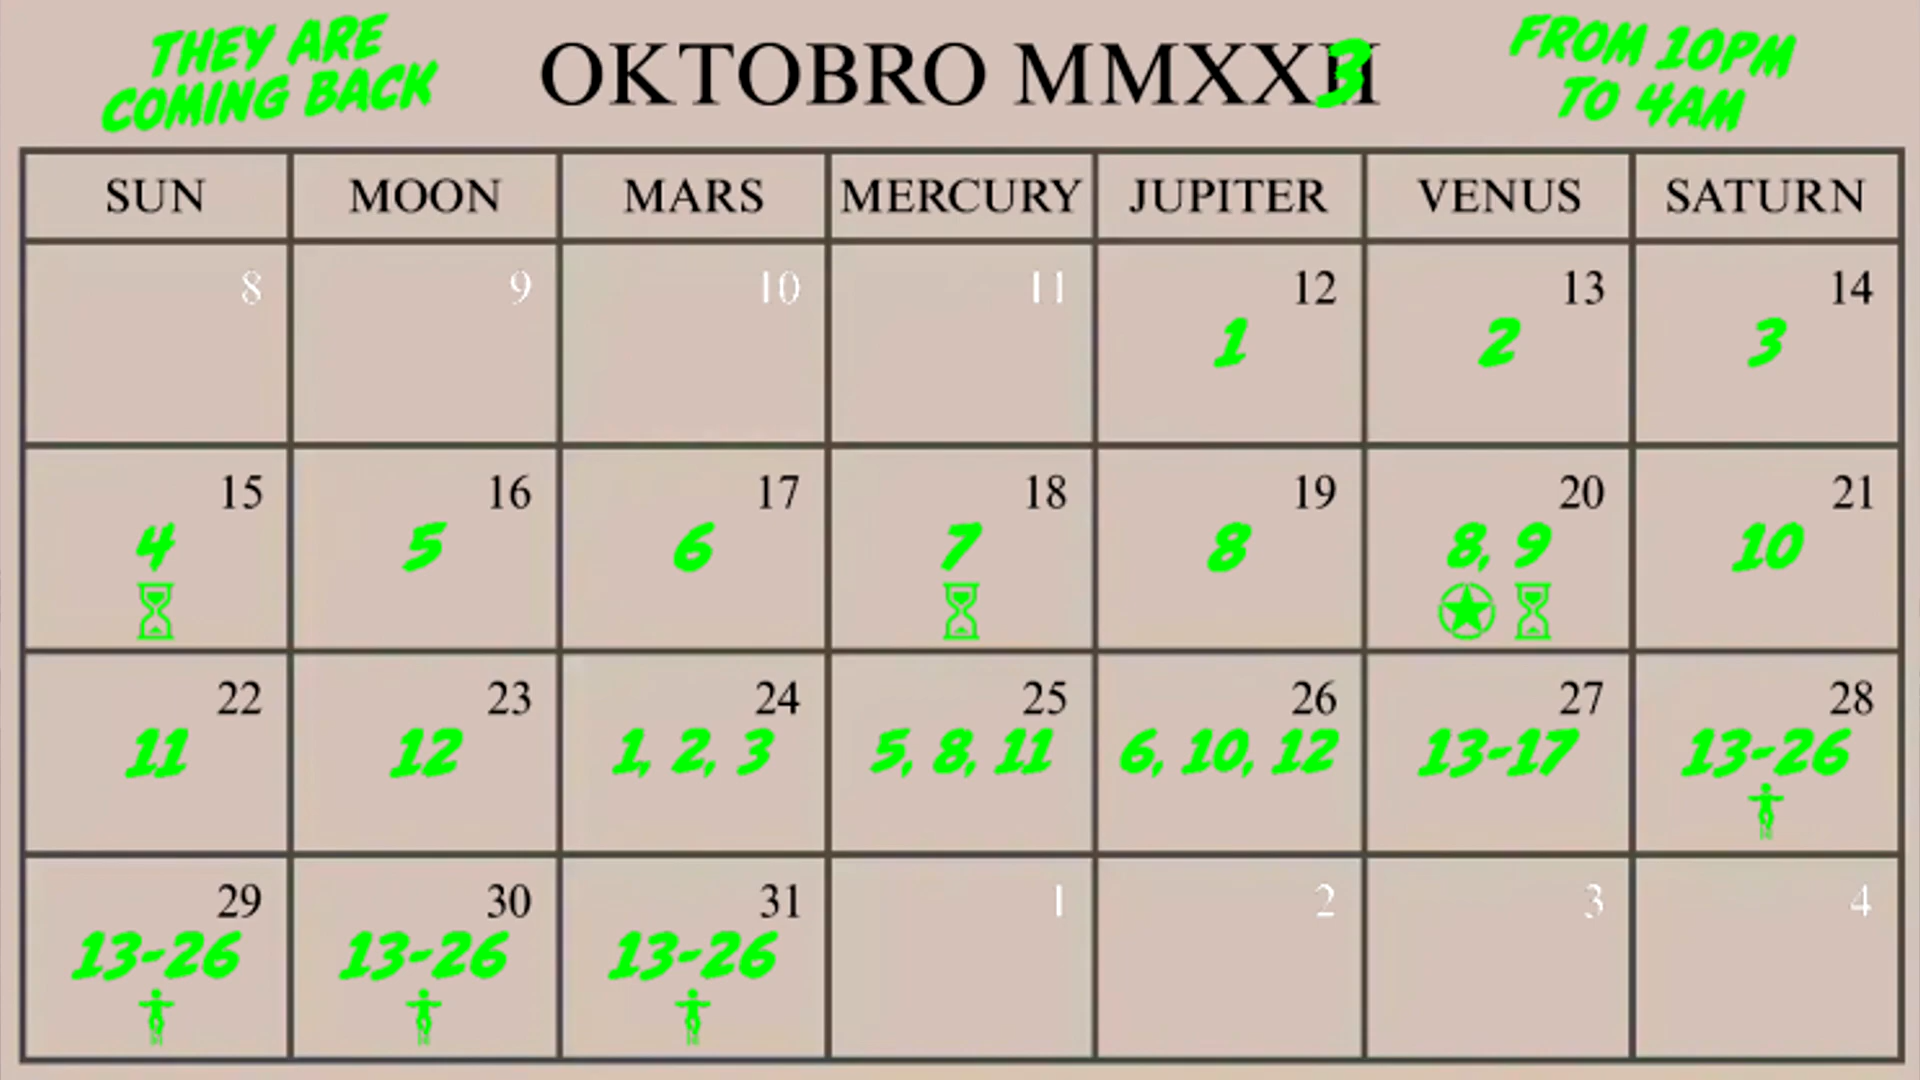 THEY ARE
COMING BACK
OKTOBRO MMXX3
FROM 10PM
TO 4AM
SUN MOON MARS MERCURY JUPITER VENUS SATURN
8 9 10 11 12 13 14
1 2 3
15 16 17 18 19 20 21
4 5 6 7 8 8, 9 10
22 23 24 25 26 27 28
11 12 1, 2, 3 5, 8, 11 6, 10, 12 13-17 13-26
29 30 31 1 2 3 4
13-26 13-26 13-26